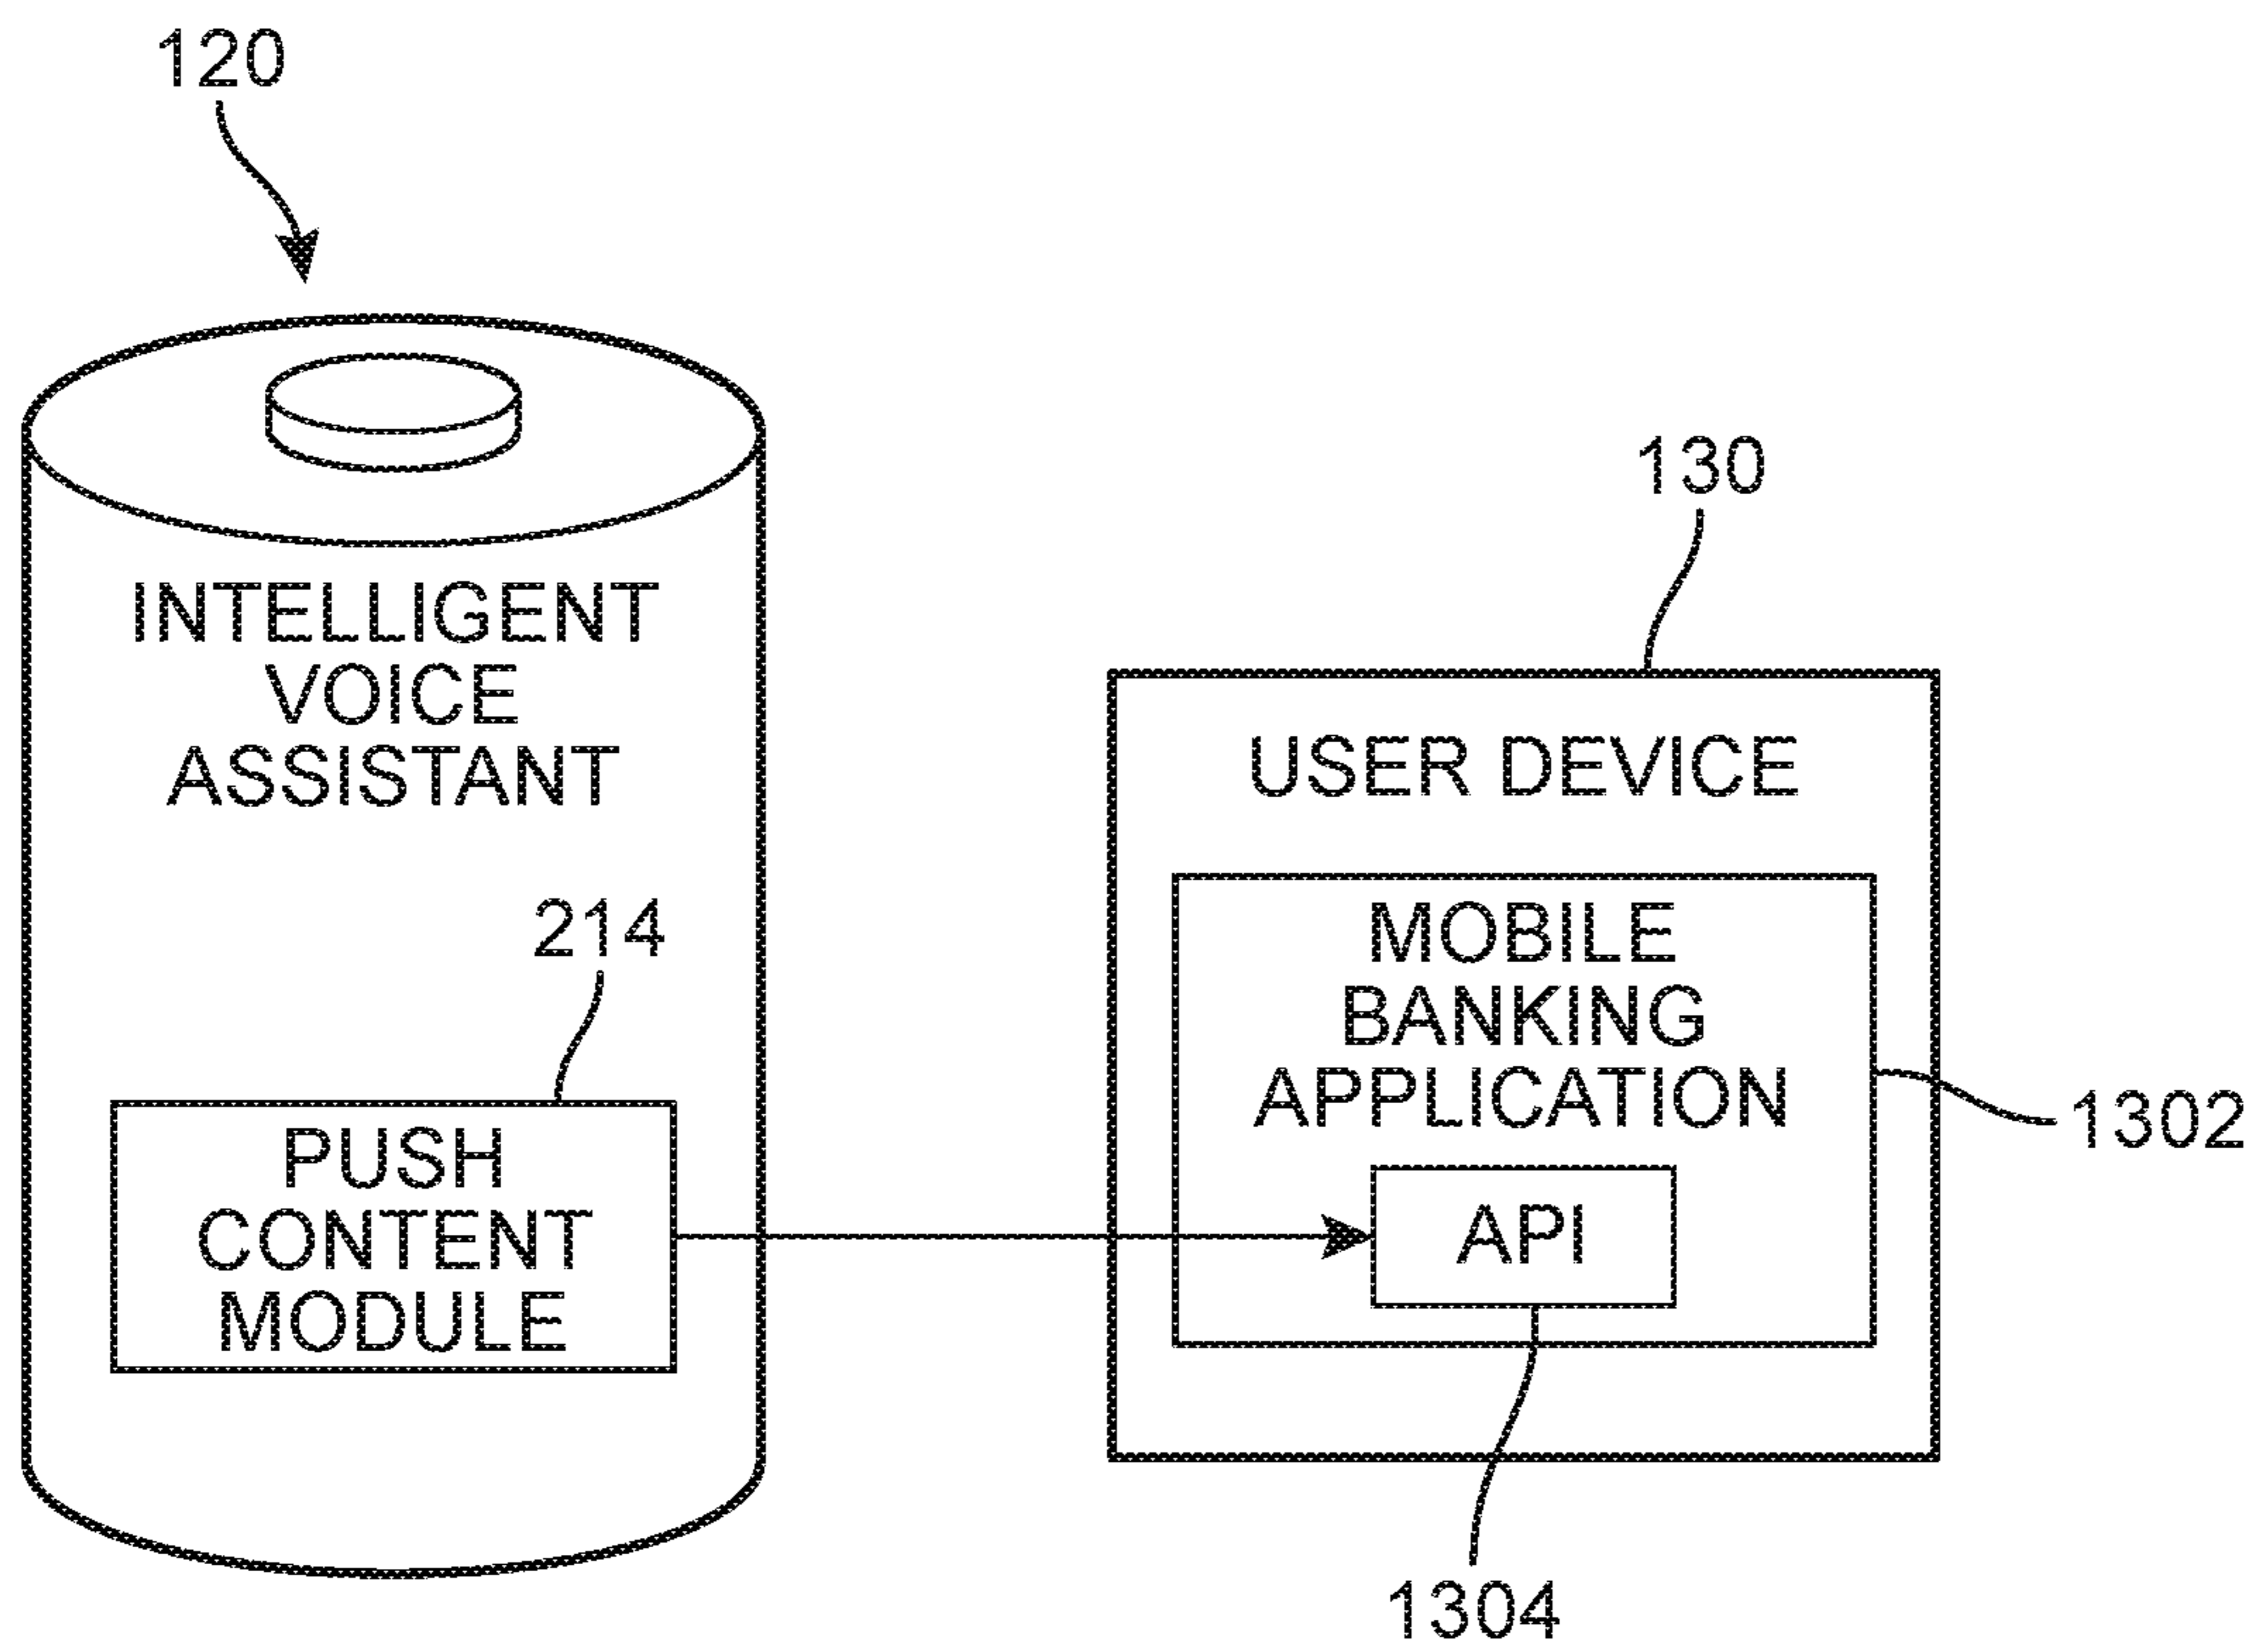 120
INTELLIGENT
VOICE
ASSISTANT
214
PUSH
CONTENT
MODULE
130
USER DEVICE
MOBILE
BANKING
APPLICATION
1302
API
1304